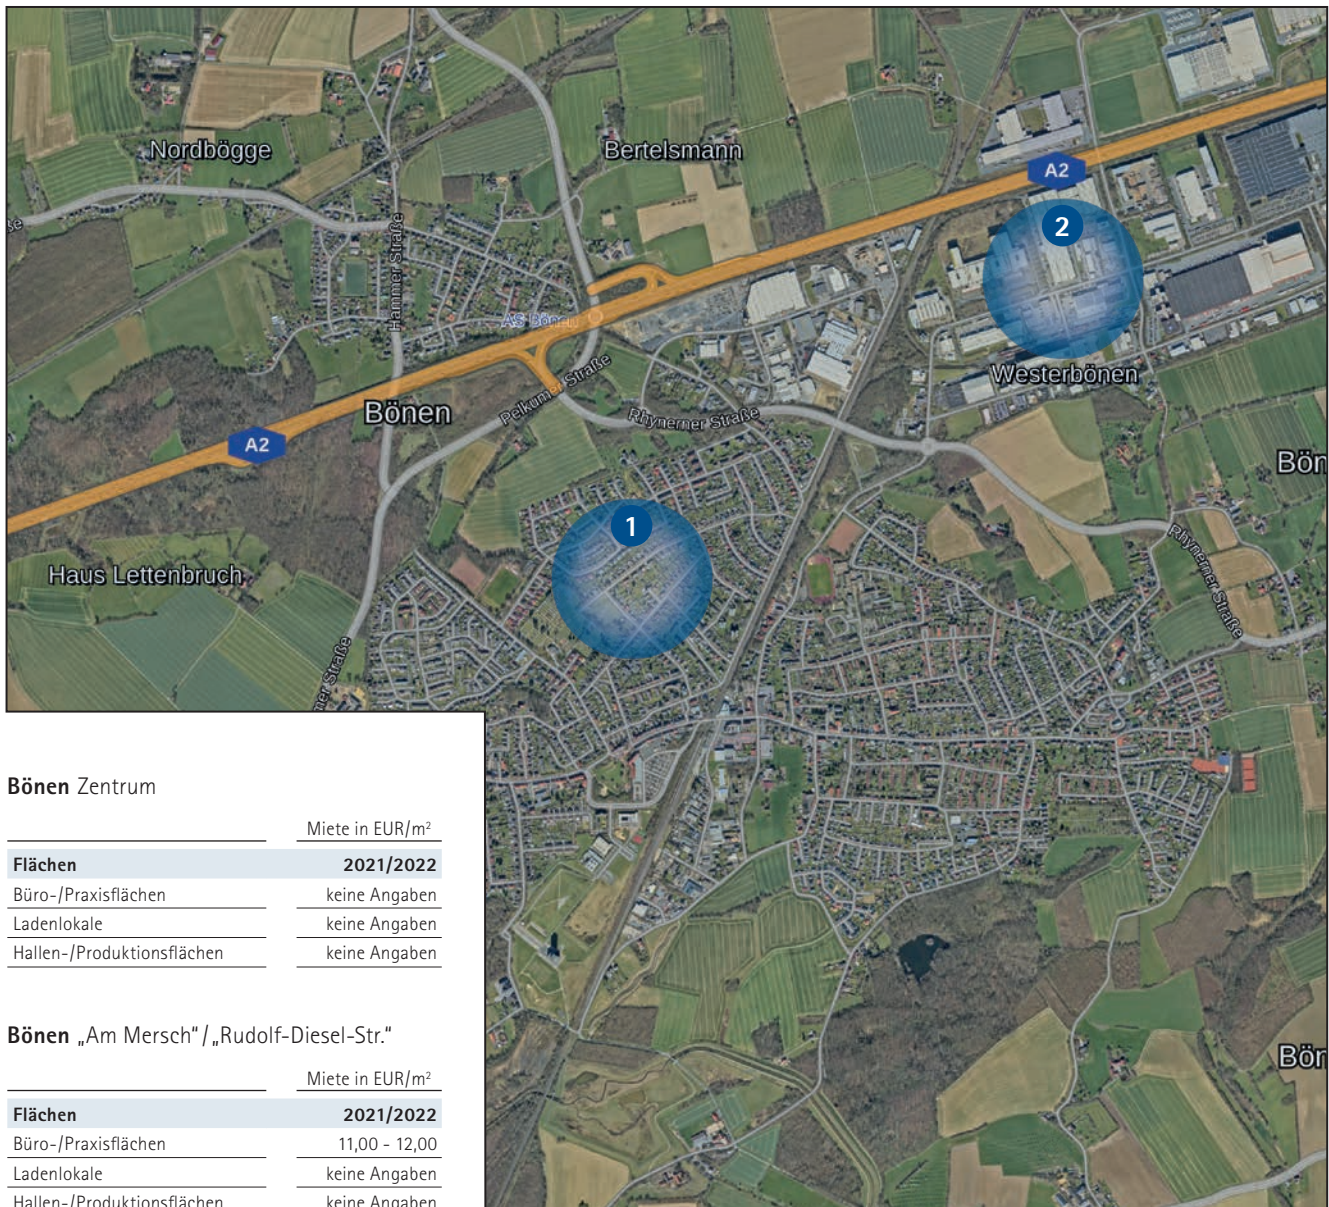 Nordbögge
Bertelsmann
A2
2
Hammer Straße
AS Bönen
Westerbönen
Pelkumer Straße
Bönen
Rhynerner Straße
A2
Bön
1
Rhynerner Straße
Haus Lettenbruch
Straße
Bönen Zentrum
Miete in EUR/m²
Flächen 2021/2022
Büro-/Praxisflächen keine Angaben
Ladenlokale keine Angaben
Hallen-/Produktionsflächen keine Angaben
Bönen „Am Mersch“/„Rudolf-Diesel-Str.“
Miete in EUR/m²
Flächen 2021/2022
Büro-/Praxisflächen 11,00 - 12,00
Ladenlokale keine Angaben
Hallen-/Produktionsflächen keine Angaben
Bön